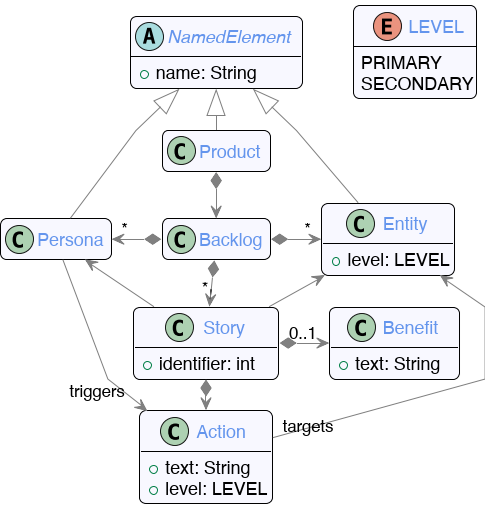 A NamedElement
name: String
E LEVEL
PRIMARY
SECONDARY
C Product
C Persona
*
C Backlog
*
C Entity
level: LEVEL
*
C Story
identifier: int
0..1
C Benefit
text: String
triggers
targets
C Action
text: String
level: LEVEL